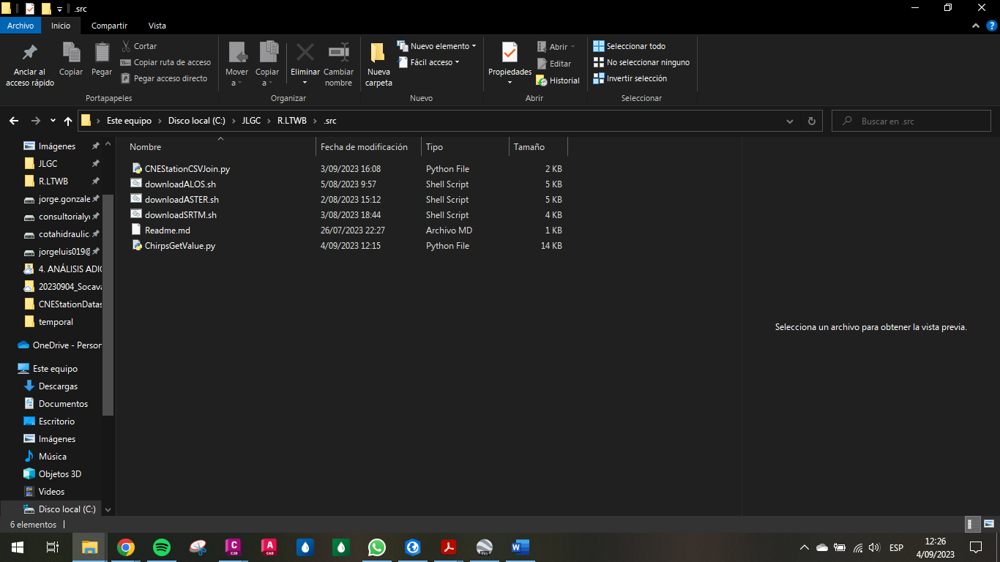 .src
Archivo Inicio Compartir Vista
Anclar al acceso rápido
Copiar
Pegar
Cortar
Copiar ruta de acceso
Pegar acceso directo
Portapapeles
Mover a
Copiar a
Eliminar
Cambiar nombre
Organizar
Nueva carpeta
Nuevo elemento
Fácil acceso
Nuevo
Propiedades
Abrir
Editar
Historial
Abrir
Seleccionar todo
No seleccionar ninguno
Invertir selección
Seleccionar
Este equipo > Disco local (C:) > JLGC > R.LTWB > .src
Buscar en .src
Imágenes
JLGC
R.LTWB
jorge.gonzale
consultorialy
cotahidraulic
jorgeluis019@
4. ANÁLISIS ADIC
20230904_Socava
CNEStationDatas
temporal
OneDrive - Person
Este equipo
Descargas
Documentos
Escritorio
Imágenes
Música
Objetos 3D
Videos
Disco local (C:)
Nombre Fecha de modificación Tipo Tamaño
CNEStationCSVJoin.py 3/09/2023 16:08 Python File 2 KB
downloadALOS.sh 5/08/2023 9:57 Shell Script 5 KB
downloadASTER.sh 2/08/2023 15:12 Shell Script 5 KB
downloadSRTM.sh 3/08/2023 18:44 Shell Script 4 KB
Readme.md 26/07/2023 22:27 Archivo MD 1 KB
ChirpsGetValue.py 4/09/2023 12:15 Python File 14 KB
Selecciona un archivo para obtener la vista previa.
6 elementos
C
C3D
A
CAD
Pro
W
ESP
12:26
4/09/2023